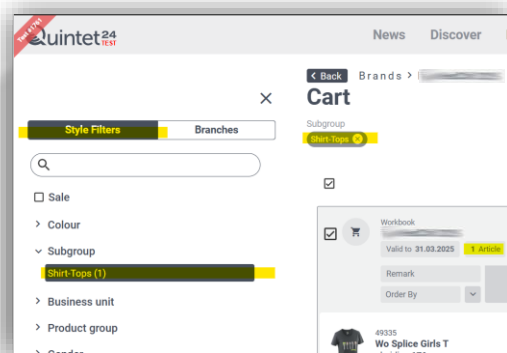 Test #1761
Quintet24
TEST
News Discover
Back Brands >
Cart
Style Filters Branches
Subgroup
Shirt-Tops
Sale
Colour
Subgroup
Shirt-Tops (1)
Business unit
Product group
Workbook
Valid to 31.03.2025 1 Article
Remark
Order By
49335
Wo Splice Girls T